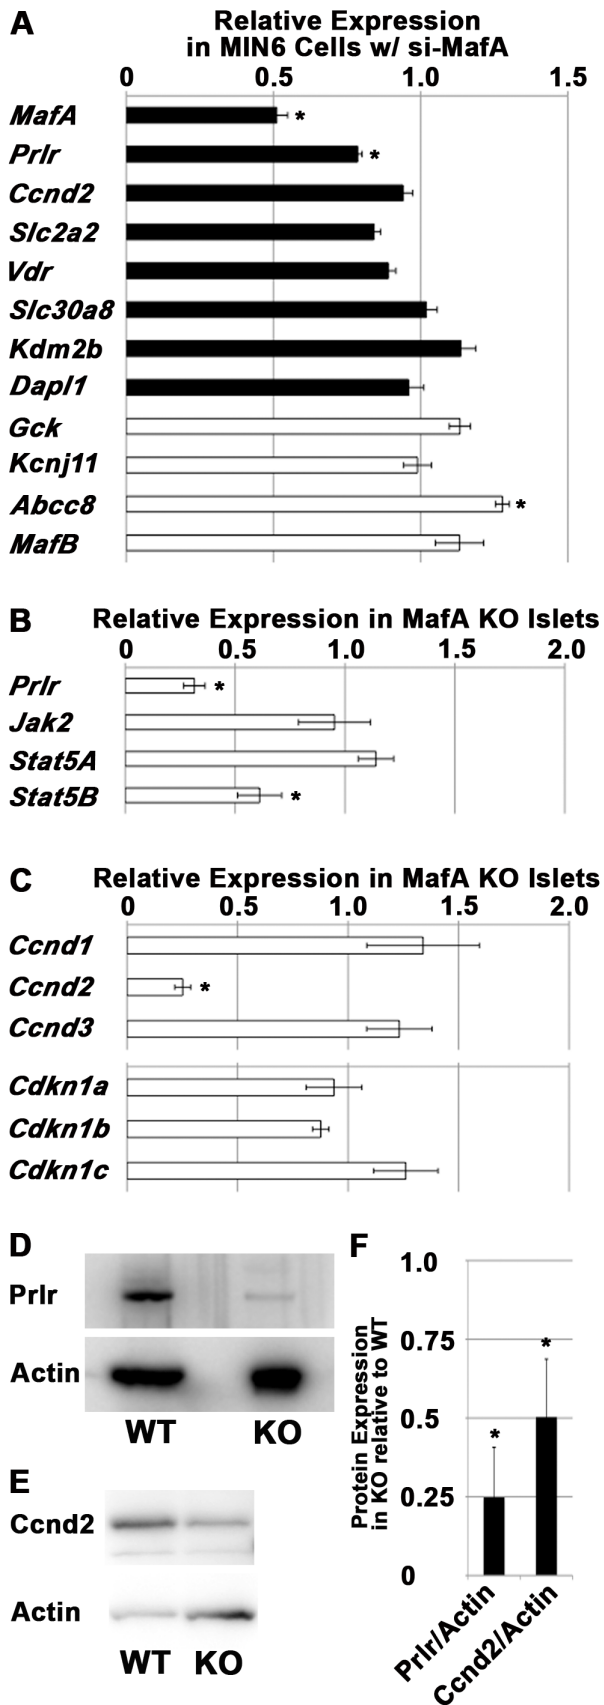 A
Relative Expression
in MIN6 Cells w/ si-MafA
0 0.5 1.0 1.5
MafA *
Prlr *
Ccnd2
Slc2a2
Vdr
Slc30a8
Kdm2b
Dapl1
Gck
Kcnj11
Abcc8 *
MafB
B Relative Expression in MafA KO Islets
0 0.5 1.0 1.5 2.0
Prlr *
Jak2
Stat5A
Stat5B *
C Relative Expression in MafA KO Islets
0 0.5 1.0 1.5 2.0
Ccnd1
Ccnd2 *
Ccnd3
Cdkn1a
Cdkn1b
Cdkn1c
D
Prlr
Actin
WT KO
E
Ccnd2
Actin
WT KO
F
Protein Expression
in KO relative to WT
1.0
0.75
0.5
0.25
0
* *
Prlr/Actin
Ccnd2/Actin